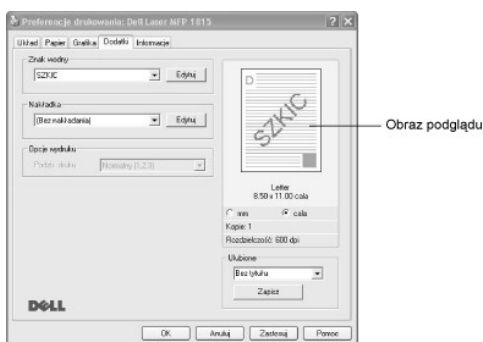 Preferencje drukowania: Dell Laser MFP 1815
Układ Papier Grafika Dodatki Informacje
Znak wodny
SZKIC Edytuj
Nakładka
(Bez nakładania) Edytuj
Opcje wydruku
Porządek druku Normalny (1,2,3)
D
SZKIC
Obraz podglądu
Letter
8.50 x 11.00 cala
mm cala
Kopie: 1
Rozdzielczość: 600 dpi
Ulubione
Bez tytułu
Zapisz
DELL
OK Anuluj Zastosuj Pomoc